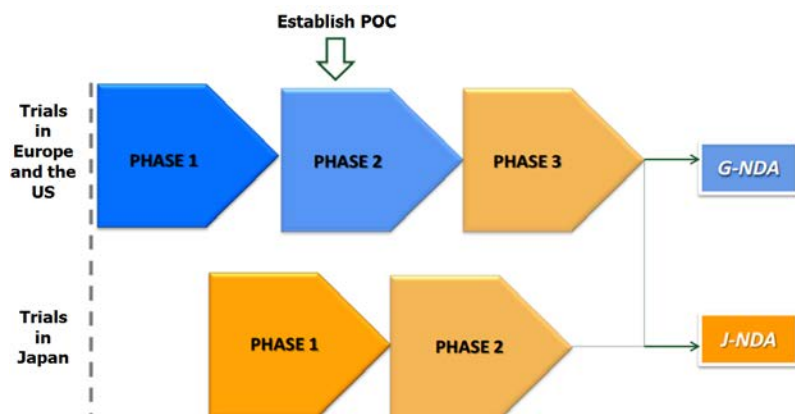 Establish POC
Trials
in
Europe
and the
US
PHASE 1
PHASE 2
PHASE 3
G-NDA
Trials
in
Japan
PHASE 1
PHASE 2
J-NDA